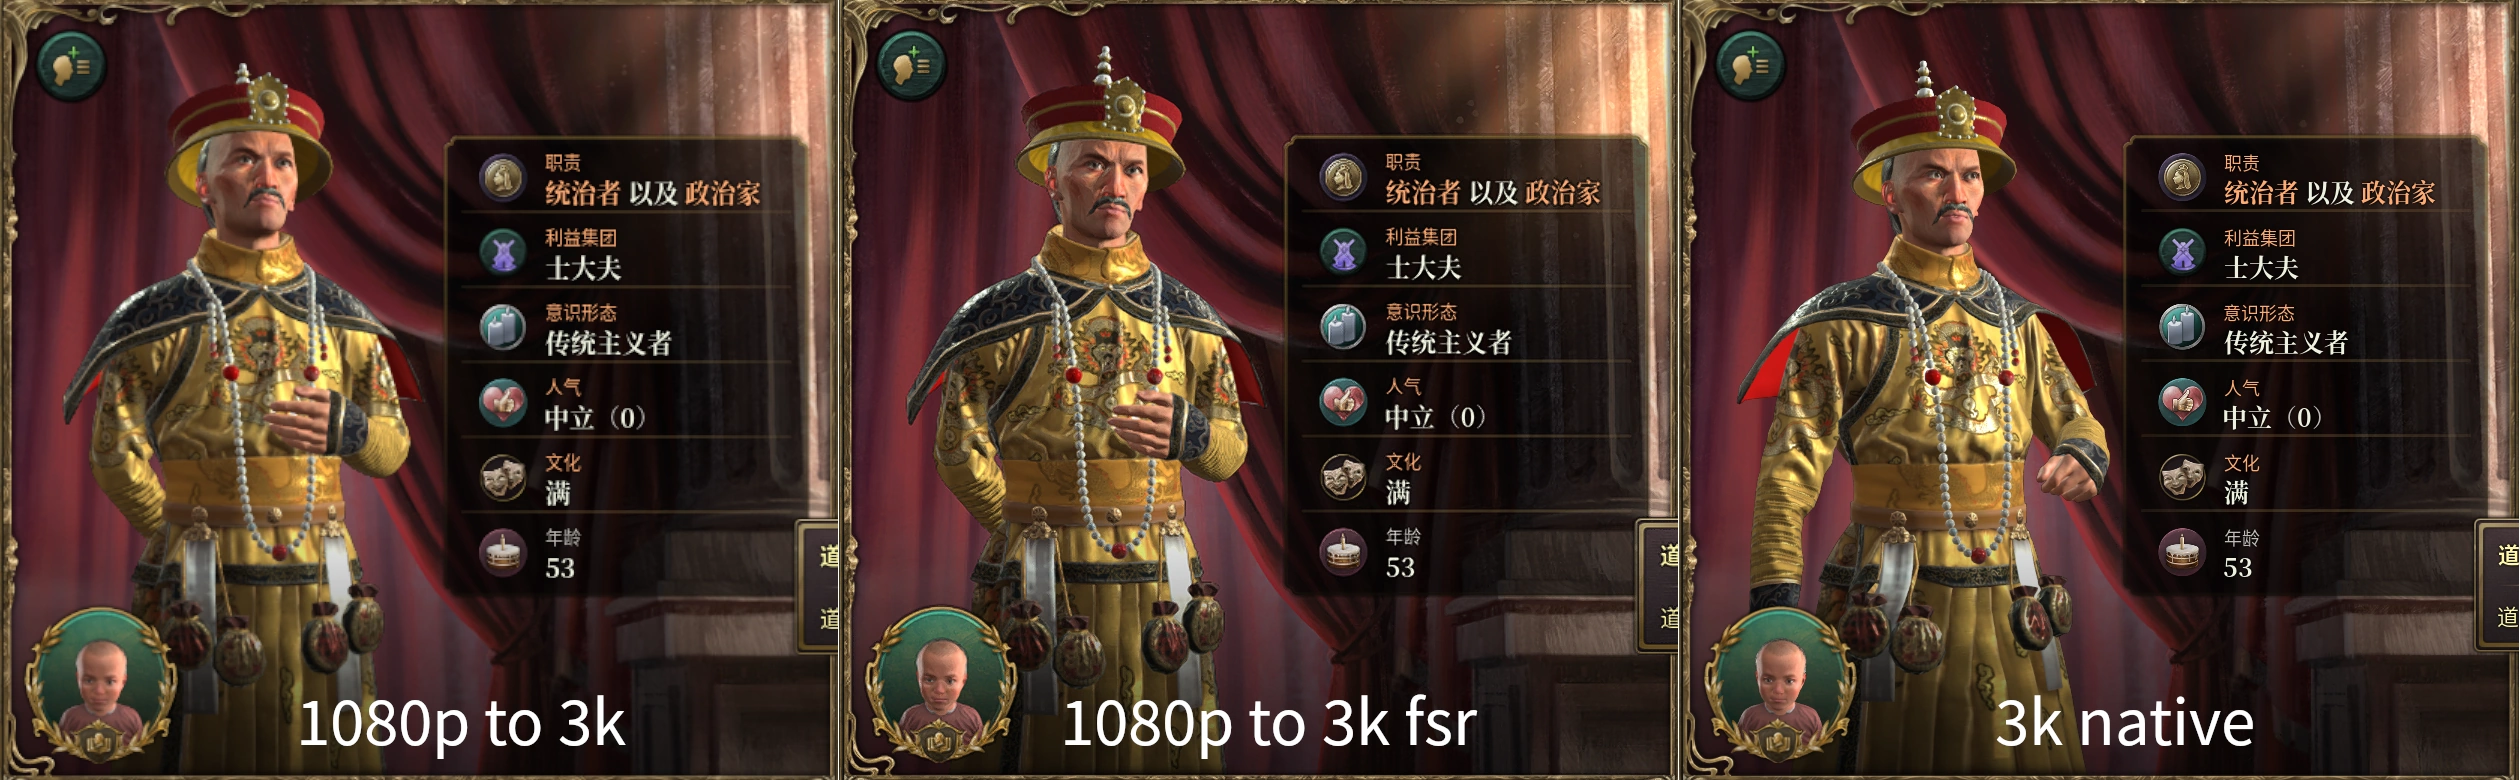 职责
统治者 以及 政治家
利益集团
士大夫
意识形态
传统主义者
人气
中立（0）
文化
满
年龄
53
道
道
1080p to 3k
职责
统治者 以及 政治家
利益集团
士大夫
意识形态
传统主义者
人气
中立（0）
文化
满
年龄
53
道
道
1080p to 3k fsr
职责
统治者 以及 政治家
利益集团
士大夫
意识形态
传统主义者
人气
中立（0）
文化
满
年龄
53
道
道
3k native